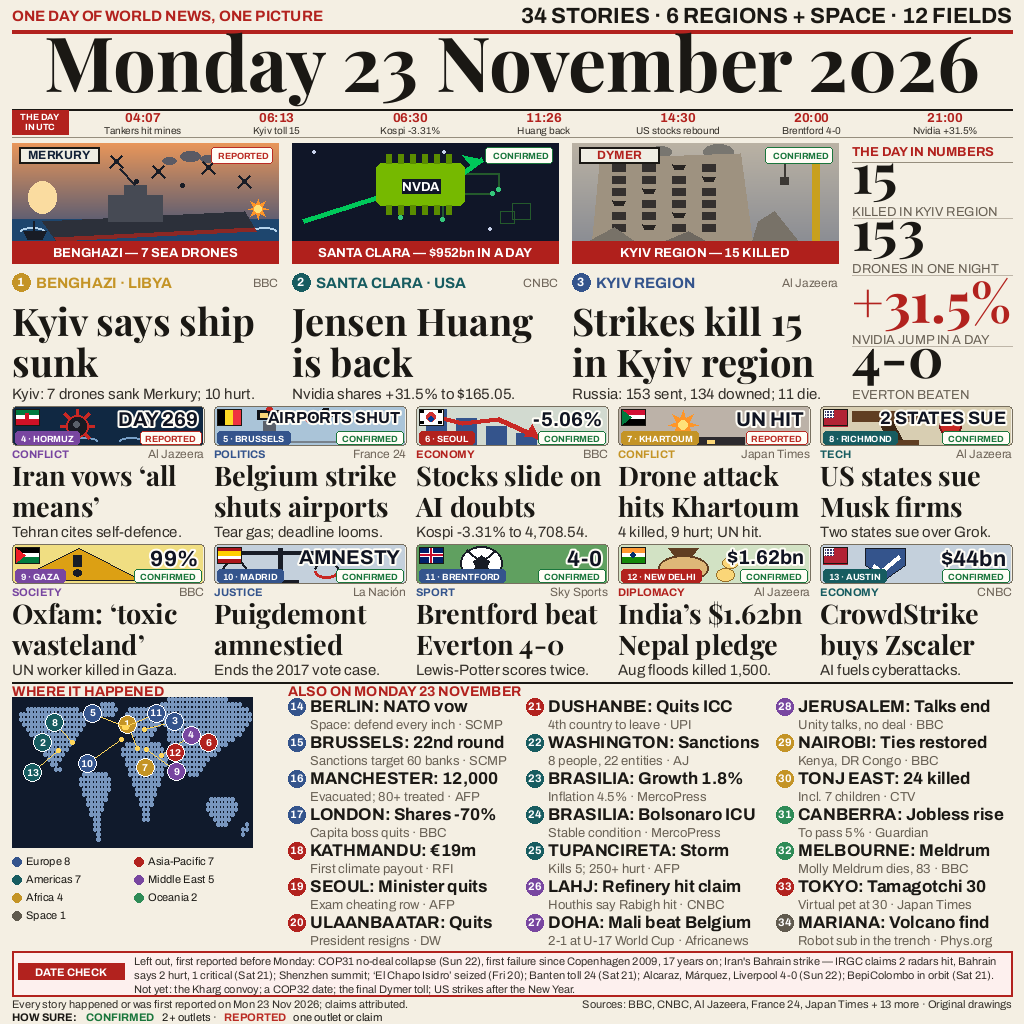 ONE DAY OF WORLD NEWS, ONE PICTURE
34 STORIES · 6 REGIONS + SPACE · 12 FIELDS
Monday 23 November 2026
THE DAY
IN UTC
04:07
Tankers hit mines
06:13
Kyiv toll 15
06:30
Kospi -3.31%
11:26
Huang back
14:30
US stocks rebound
20:00
Brentford 4-0
21:00
Nvidia +31.5%
MERKURY
REPORTED
BENGHAZI — 7 SEA DRONES
1 BENGHAZI · LIBYA
BBC
Kyiv says ship
sunk
Kyiv: 7 drones sank Merkury; 10 hurt.
NVDA
CONFIRMED
SANTA CLARA — $952bn IN A DAY
2 SANTA CLARA · USA
CNBC
Jensen Huang
is back
Nvidia shares +31.5% to $165.05.
DYMER
CONFIRMED
KYIV REGION — 15 KILLED
3 KYIV REGION
Al Jazeera
Strikes kill 15
in Kyiv region
Russia: 153 sent, 134 downed; 11 die.
THE DAY IN NUMBERS
15
KILLED IN KYIV REGION
153
DRONES IN ONE NIGHT
+31.5%
NVIDIA JUMP IN A DAY
4-0
EVERTON BEATEN
DAY 269
4 · HORMUZ
REPORTED
CONFLICT
Al Jazeera
Iran vows ‘all
means’
Tehran cites self-defence.
AIRPORTS SHUT
5 · BRUSSELS
CONFIRMED
POLITICS
France 24
Belgium strike
shuts airports
Tear gas; deadline looms.
-5.06%
6 · SEOUL
CONFIRMED
ECONOMY
BBC
Stocks slide on
AI doubts
Kospi -3.31% to 4,708.54.
UN HIT
7 · KHARTOUM
REPORTED
CONFLICT
Japan Times
Drone attack
hits Khartoum
4 killed, 9 hurt; UN hit.
2 STATES SUE
8 · RICHMOND
CONFIRMED
TECH
Al Jazeera
US states sue
Musk firms
Two states sue over Grok.
99%
9 · GAZA
CONFIRMED
SOCIETY
BBC
Oxfam: ‘toxic
wasteland’
UN worker killed in Gaza.
AMNESTY
10 · MADRID
CONFIRMED
JUSTICE
La Nación
Puigdemont
amnestied
Ends the 2017 vote case.
4-0
11 · BRENTFORD
CONFIRMED
SPORT
Sky Sports
Brentford beat
Everton 4-0
Lewis-Potter scores twice.
$1.62bn
12 · NEW DELHI
CONFIRMED
DIPLOMACY
Al Jazeera
India’s $1.62bn
Nepal pledge
Aug floods killed 1,500.
$44bn
13 · AUSTIN
CONFIRMED
ECONOMY
CNBC
CrowdStrike
buys Zscaler
AI fuels cyberattacks.
WHERE IT HAPPENED
5
11
8
1
3
4
2
6
12
10
7
9
13
Europe 8
Asia-Pacific 7
Americas 7
Middle East 5
Africa 4
Oceania 2
Space 1
ALSO ON MONDAY 23 NOVEMBER
14 BERLIN: NATO vow
Space: defend every inch · SCMP
15 BRUSSELS: 22nd round
Sanctions target 60 banks · SCMP
16 MANCHESTER: 12,000
Evacuated; 80+ treated · AFP
17 LONDON: Shares -70%
Capita boss quits · BBC
18 KATHMANDU: €19m
First climate payout · RFI
19 SEOUL: Minister quits
Exam cheating row · AFP
20 ULAANBAATAR: Quits
President resigns · DW
21 DUSHANBE: Quits ICC
4th country to leave · UPI
22 WASHINGTON: Sanctions
8 people, 22 entities · AJ
23 BRASILIA: Growth 1.8%
Inflation 4.5% · MercoPress
24 BRASILIA: Bolsonaro ICU
Stable condition · MercoPress
25 TUPANCIRETA: Storm
Kills 5; 250+ hurt · AFP
26 LAHJ: Refinery hit claim
Houthis say Rabigh hit · CNBC
27 DOHA: Mali beat Belgium
2-1 at U-17 World Cup · Africanews
28 JERUSALEM: Talks end
Unity talks, no deal · BBC
29 NAIROBI: Ties restored
Kenya, DR Congo · BBC
30 TONJ EAST: 24 killed
Incl. 7 children · CTV
31 CANBERRA: Jobless rise
To pass 5% · Guardian
32 MELBOURNE: Meldrum
Molly Meldrum dies, 83 · BBC
33 TOKYO: Tamagotchi 30
Virtual pet at 30 · Japan Times
34 MARIANA: Volcano find
Robot sub in the trench · Phys.org
DATE CHECK
Left out, first reported before Monday: COP31 no-deal collapse (Sun 22), first failure since Copenhagen 2009, 17 years on; Iran's Bahrain strike — IRGC claims 2 radars hit, Bahrain
says 2 hurt, 1 critical (Sat 21); Shenzhen summit; ‘El Chapo Isidro’ seized (Fri 20); Banten toll 24 (Sat 21); Alcaraz, Márquez, Liverpool 4-0 (Sun 22); BepiColombo in orbit (Sat 21).
Not yet: the Kharg convoy; a COP32 date; the final Dymer toll; US strikes after the New Year.
Every story happened or was first reported on Mon 23 Nov 2026; claims attributed.
Sources: BBC, CNBC, Al Jazeera, France 24, Japan Times + 13 more · Original drawings
HOW SURE: CONFIRMED 2+ outlets · REPORTED one outlet or claim